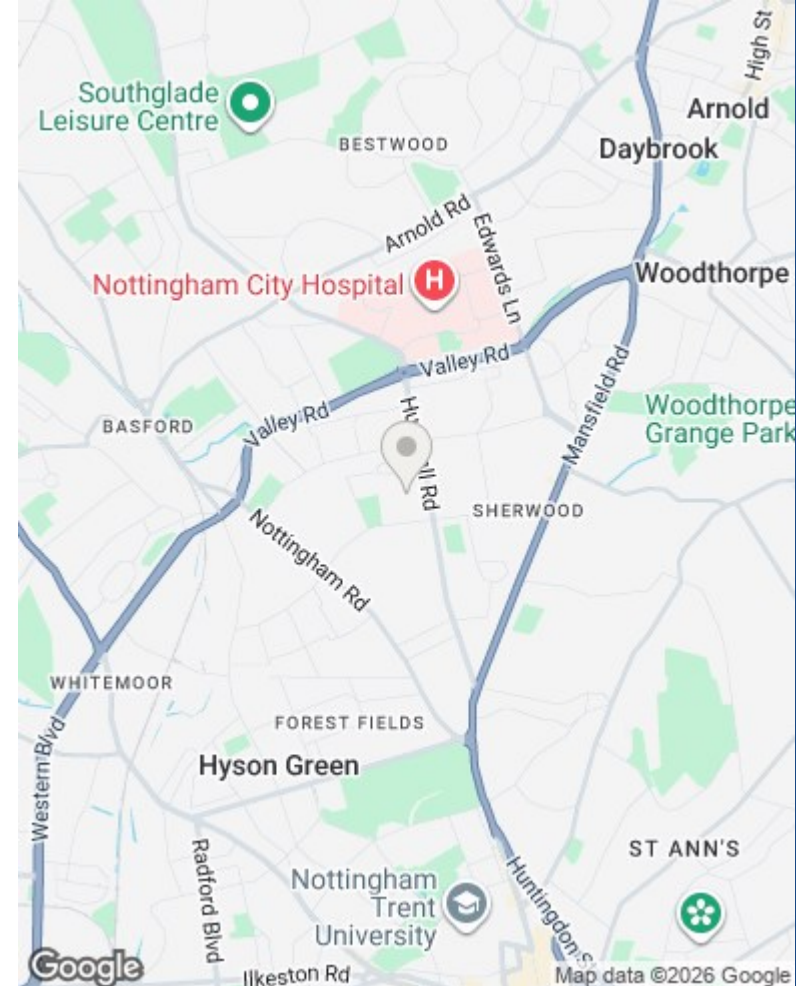 High St
Southglade
Leisure Centre
Arnold
BESTWOOD
Daybrook
Arnold Rd
Edwards Ln
Nottingham City Hospital
H
Woodthorpe
Valley Rd
Mansfield Rd
Woodthorpe
Grange Park
Valley Rd
BASFORD
SHERWOOD
Nottingham Rd
WHITEMOOR
FOREST FIELDS
Hyson Green
Western Blvd
ST ANN'S
Radford Blvd
Nottingham
Trent
University
Huntingdon St
Ilkeston Rd
Google
Map data ©2026 Google